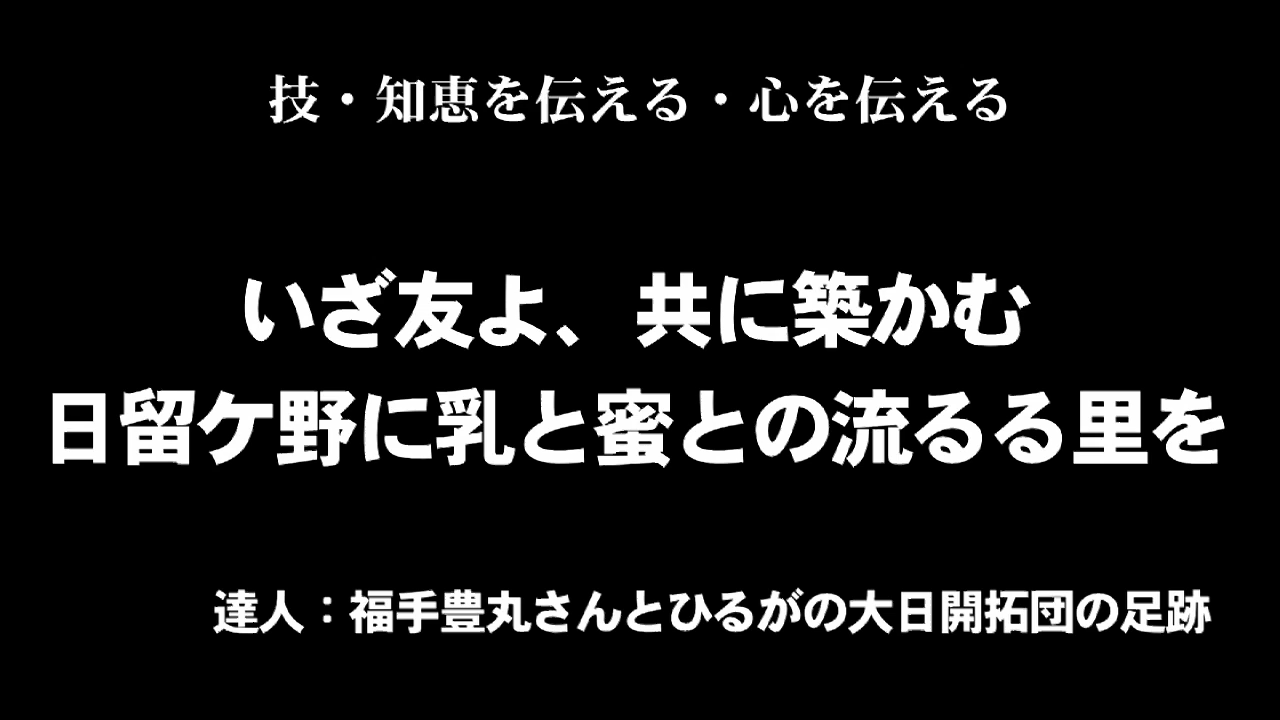 技・知恵を伝える・心を伝える
いざ友よ、共に築かむ
日留ケ野に乳と蜜との流るる里を
達人：福手豊丸さんとひるがの大日開拓団の足跡